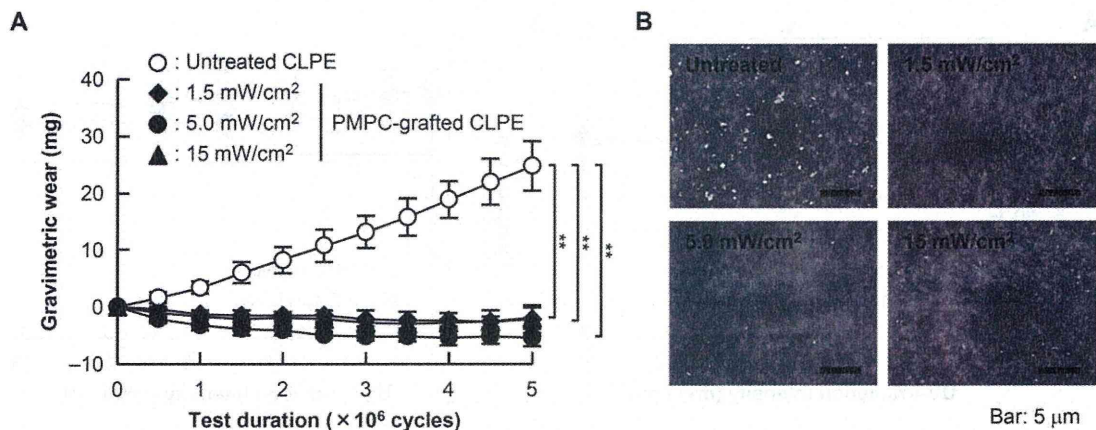 A
○ : Untreated CLPE
◆ : 1.5 mW/cm²
● : 5.0 mW/cm²
▲ : 15 mW/cm²
PMPC-grafted CLPE
Gravimetric wear (mg)
40
30
20
10
0
–10
0 1 2 3 4 5
Test duration (×10⁶ cycles)
** ** **
B
Untreated
1.5 mW/cm²
5.0 mW/cm²
15 mW/cm²
Bar: 5 μm